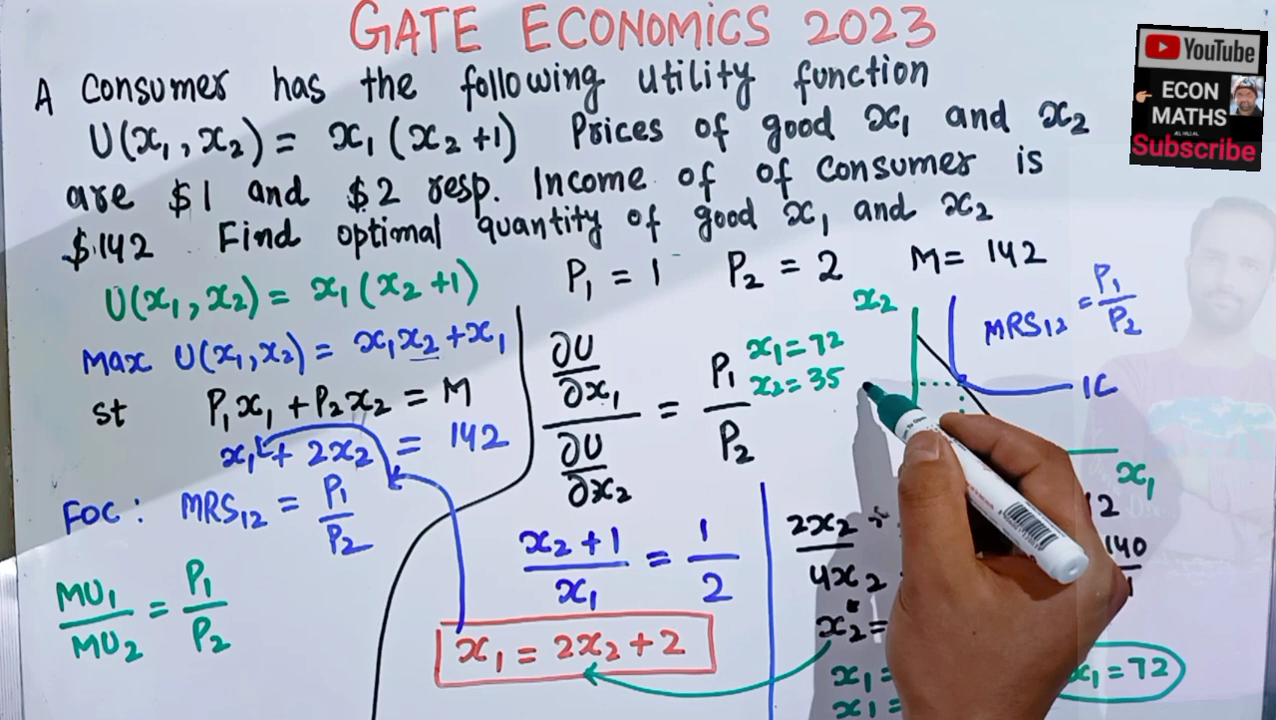 GATE ECONOMICS 2023
YouTube
ECON
MATHS
Subscribe
A Consumer has the following utility function
U(x₁,x₂) = x₁(x₂+1) Prices of good x₁ and x₂
are $1 and $2 resp. Income of of consumer is
$.142 Find optimal quantity of good x₁ and x₂
U(x₁,x₂) = x₁(x₂+1)
P₁ = 1 P₂ = 2 M = 142
Max U(x₁,x₂) = x₁x₂ + x₁
st P₁x₁ + P₂x₂ = M
x₁ + 2x₂ = 142
FOC : MRS₁₂ = P₁/P₂
MU₁/MU₂ = P₁/P₂
∂U/∂x₁ / ∂U/∂x₂ = P₁/P₂
x₂+1/x₁ = 1/2
x₁ = 2x₂ + 2
x₁ = 72
x₂ = 35
x₂
MRS₁₂ = P₁/P₂
IC
x₁
2x₂ +
2
4x₂
140
x₂ =
x₁ =
x₁ = 72
x₁ =